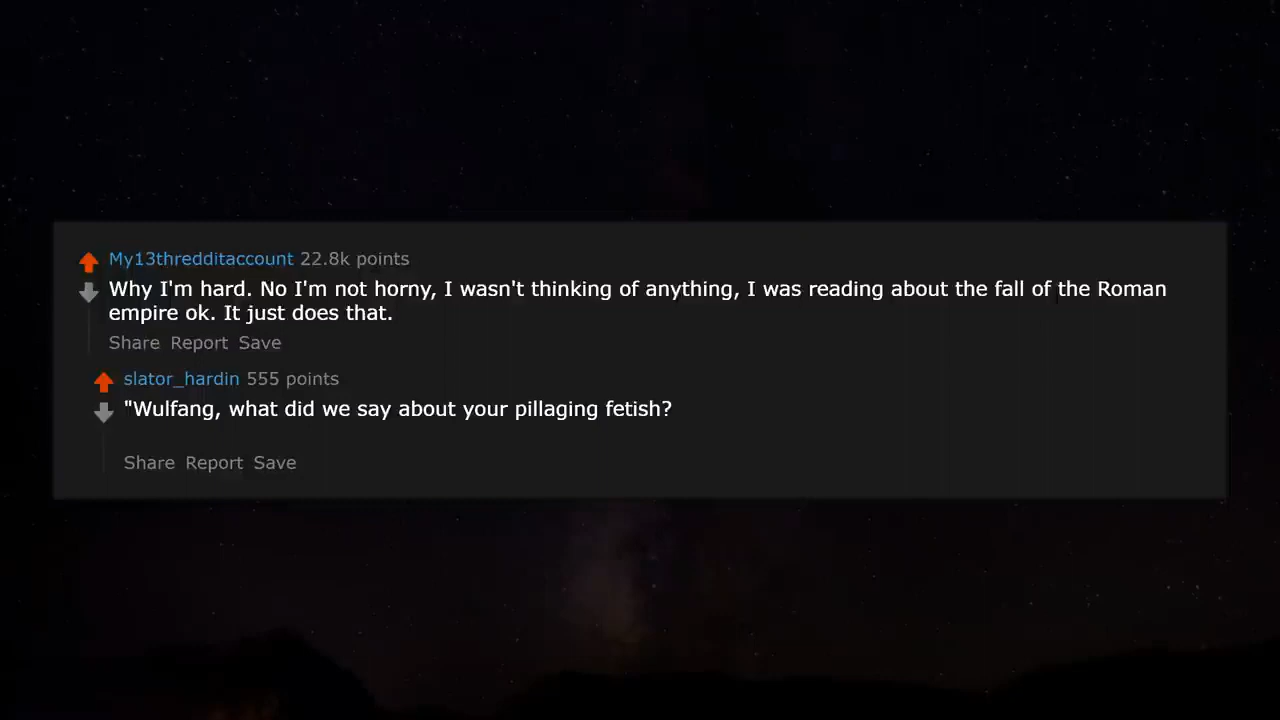 My13thredditaccount 22.8k points
Why I'm hard. No I'm not horny, I wasn't thinking of anything, I was reading about the fall of the Roman
empire ok. It just does that.
Share Report Save
slator_hardin 555 points
"Wulfang, what did we say about your pillaging fetish?
Share Report Save